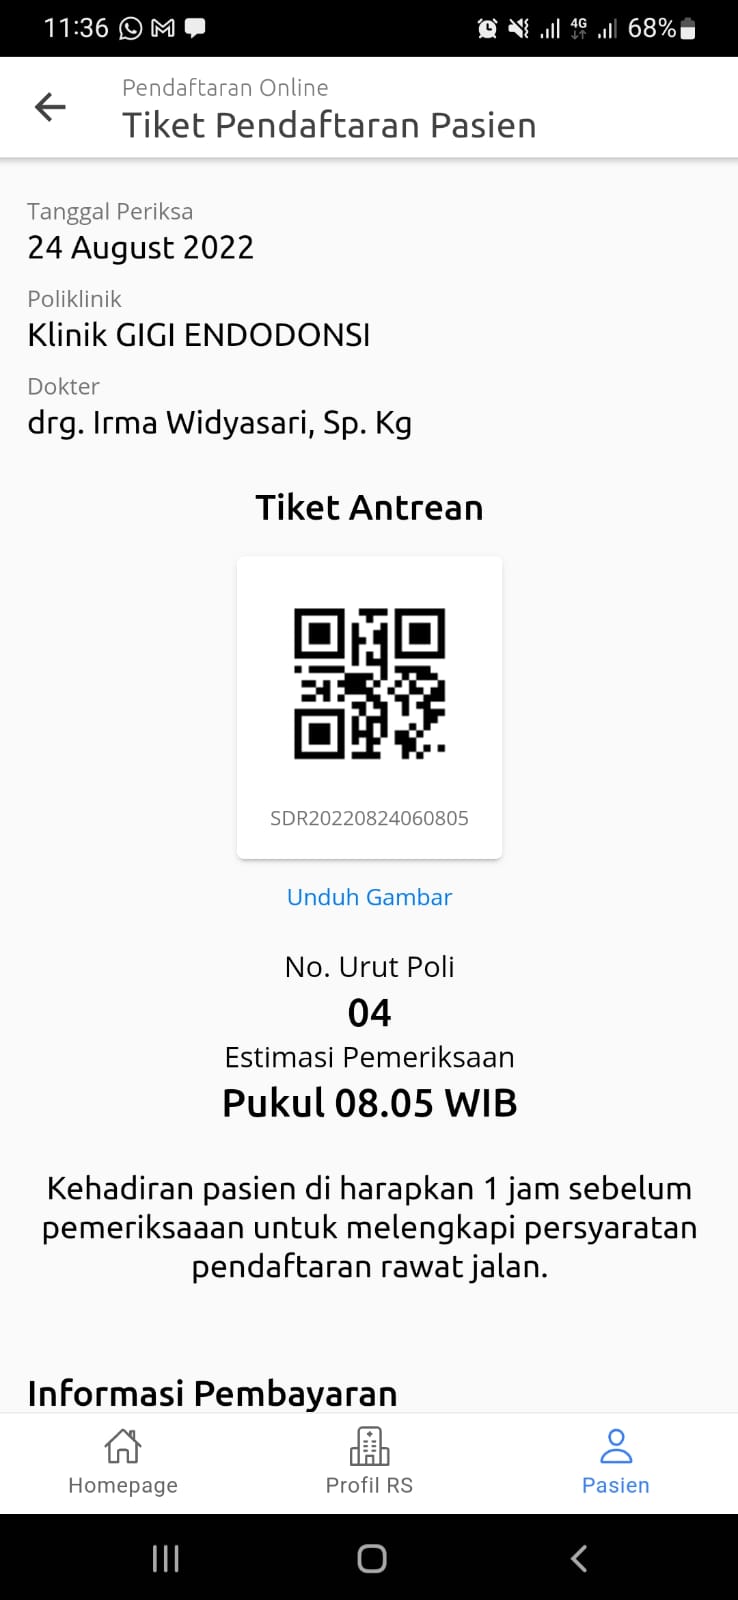 11:36
4G
68%
Pendaftaran Online
Tiket Pendaftaran Pasien
Tanggal Periksa
24 August 2022
Poliklinik
Klinik GIGI ENDODONSI
Dokter
drg. Irma Widyasari, Sp. Kg
Tiket Antrean
SDR20220824060805
Unduh Gambar
No. Urut Poli
04
Estimasi Pemeriksaan
Pukul 08.05 WIB
Kehadiran pasien di harapkan 1 jam sebelum
pemeriksaaan untuk melengkapi persyaratan
pendaftaran rawat jalan.
Informasi Pembayaran
Homepage
Profil RS
Pasien